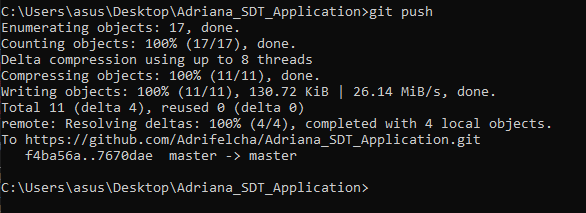 C:\Users\asus\Desktop\Adriana_SDT_Application>git push
Enumerating objects: 17, done.
Counting objects: 100% (17/17), done.
Delta compression using up to 8 threads
Compressing objects: 100% (11/11), done.
Writing objects: 100% (11/11), 130.72 KiB | 26.14 MiB/s, done.
Total 11 (delta 4), reused 0 (delta 0)
remote: Resolving deltas: 100% (4/4), completed with 4 local objects.
To https://github.com/Adrifelcha/Adriana_SDT_Application.git
   f4ba56a..7670dae  master -> master
C:\Users\asus\Desktop\Adriana_SDT_Application>